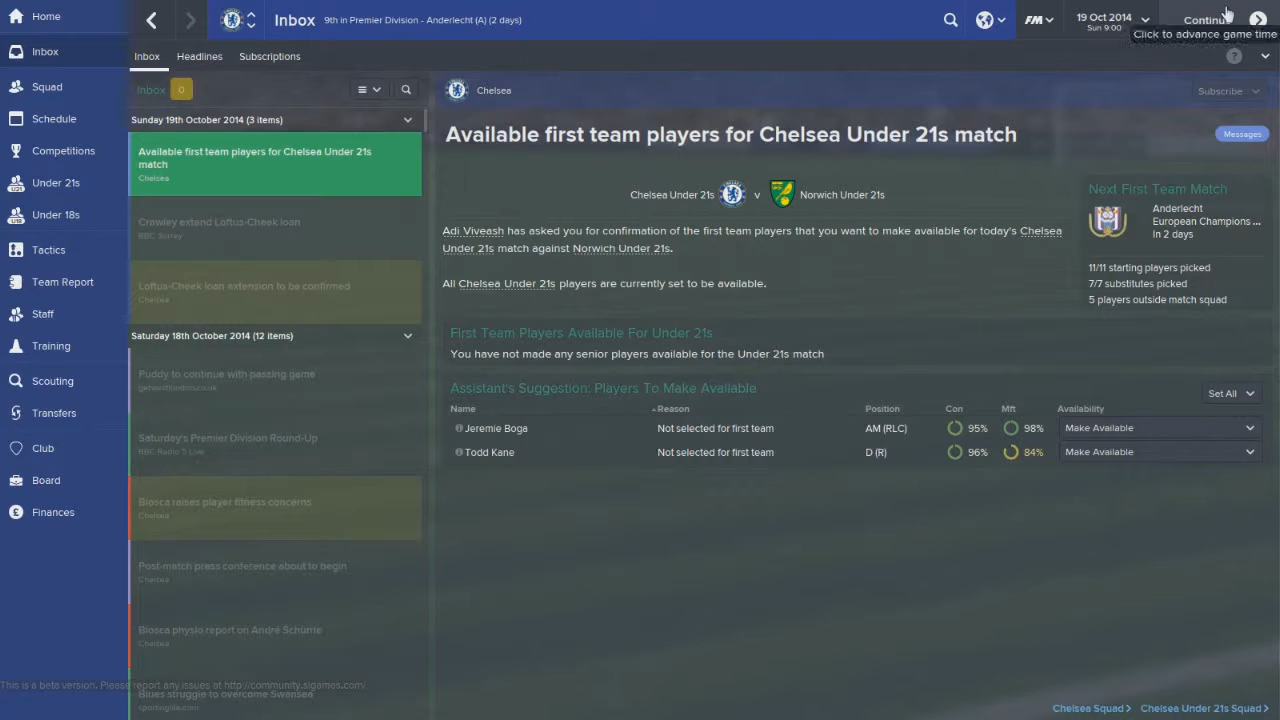 Home
Inbox
Squad
Schedule
Competitions
Under 21s
Under 18s
Tactics
Team Report
Staff
Training
Scouting
Transfers
Club
Board
Finances
Inbox 9th in Premier Division - Anderlecht (A) (2 days)
FM
19 Oct 2014
Sun 9:00
Continue
Click to advance game time
Inbox Headlines Subscriptions
Inbox 0
Sunday 19th October 2014 (3 items)
Available first team players for Chelsea Under 21s
match
Chelsea
Crawley extend Loftus-Cheek loan
BBC Surrey
Loftus-Cheek loan extension to be confirmed
Chelsea
Saturday 18th October 2014 (12 items)
Puddy to continue with passing game
Saturday's Premier Division Round-Up
BBC Radio 5 Live
Biosca raises player fitness concerns
Chelsea
Post-match press conference about to begin
Chelsea
Biosca physio report on André Schürrle
Chelsea
Blues struggle to overcome Swansea
sportinglife.com
This is a beta version. Please report any issues at http://community.sigames.com/
Chelsea
Subscribe
Available first team players for Chelsea Under 21s match
Messages
Chelsea Under 21s v Norwich Under 21s
Adi Viveash has asked you for confirmation of the first team players that you want to make available for today's Chelsea
Under 21s match against Norwich Under 21s.
All Chelsea Under 21s players are currently set to be available.
Next First Team Match
Anderlecht
European Champions ...
In 2 days
11/11 starting players picked
7/7 substitutes picked
5 players outside match squad
First Team Players Available For Under 21s
You have not made any senior players available for the Under 21s match
Assistant's Suggestion: Players To Make Available
Set All
Name Reason Position Con Mft Availability
Jeremie Boga Not selected for first team AM (RLC) 95% 98% Make Available
Todd Kane Not selected for first team D (R) 96% 84% Make Available
Chelsea Squad> Chelsea Under 21s Squad>